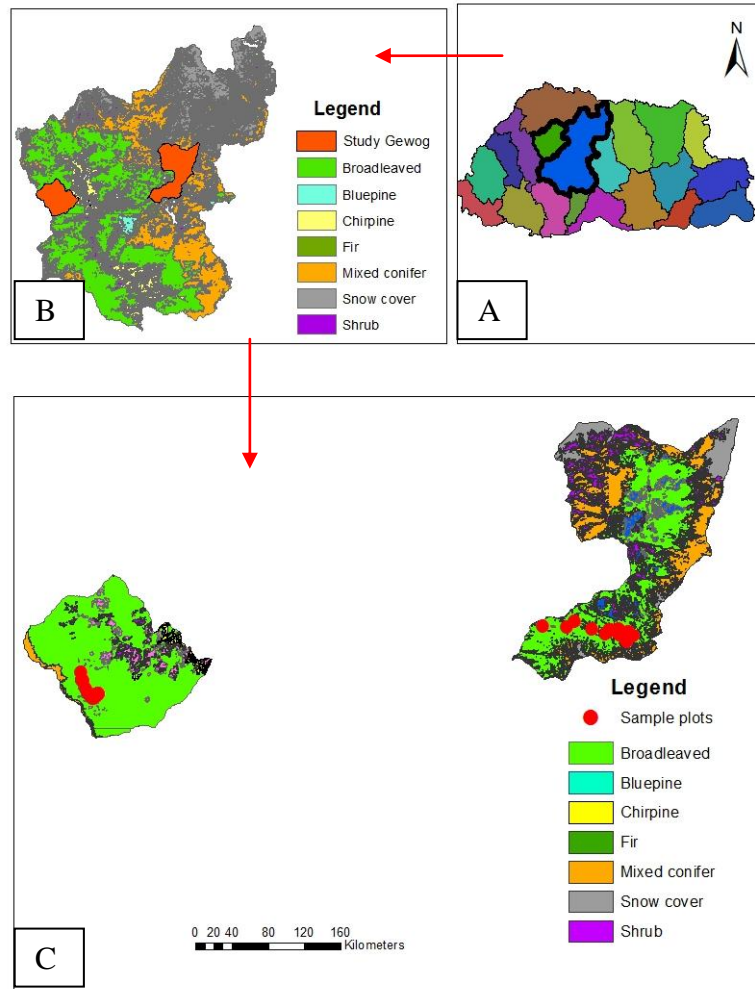 Legend
Study Gewog
Broadleaved
Bluepine
Chirpine
Fir
Mixed conifer
Snow cover
Shrub
B
N
A
Legend
Sample plots
Broadleaved
Bluepine
Chirpine
Fir
Mixed conifer
Snow cover
Shrub
0 20 40 80 120 160
Kilometers
C